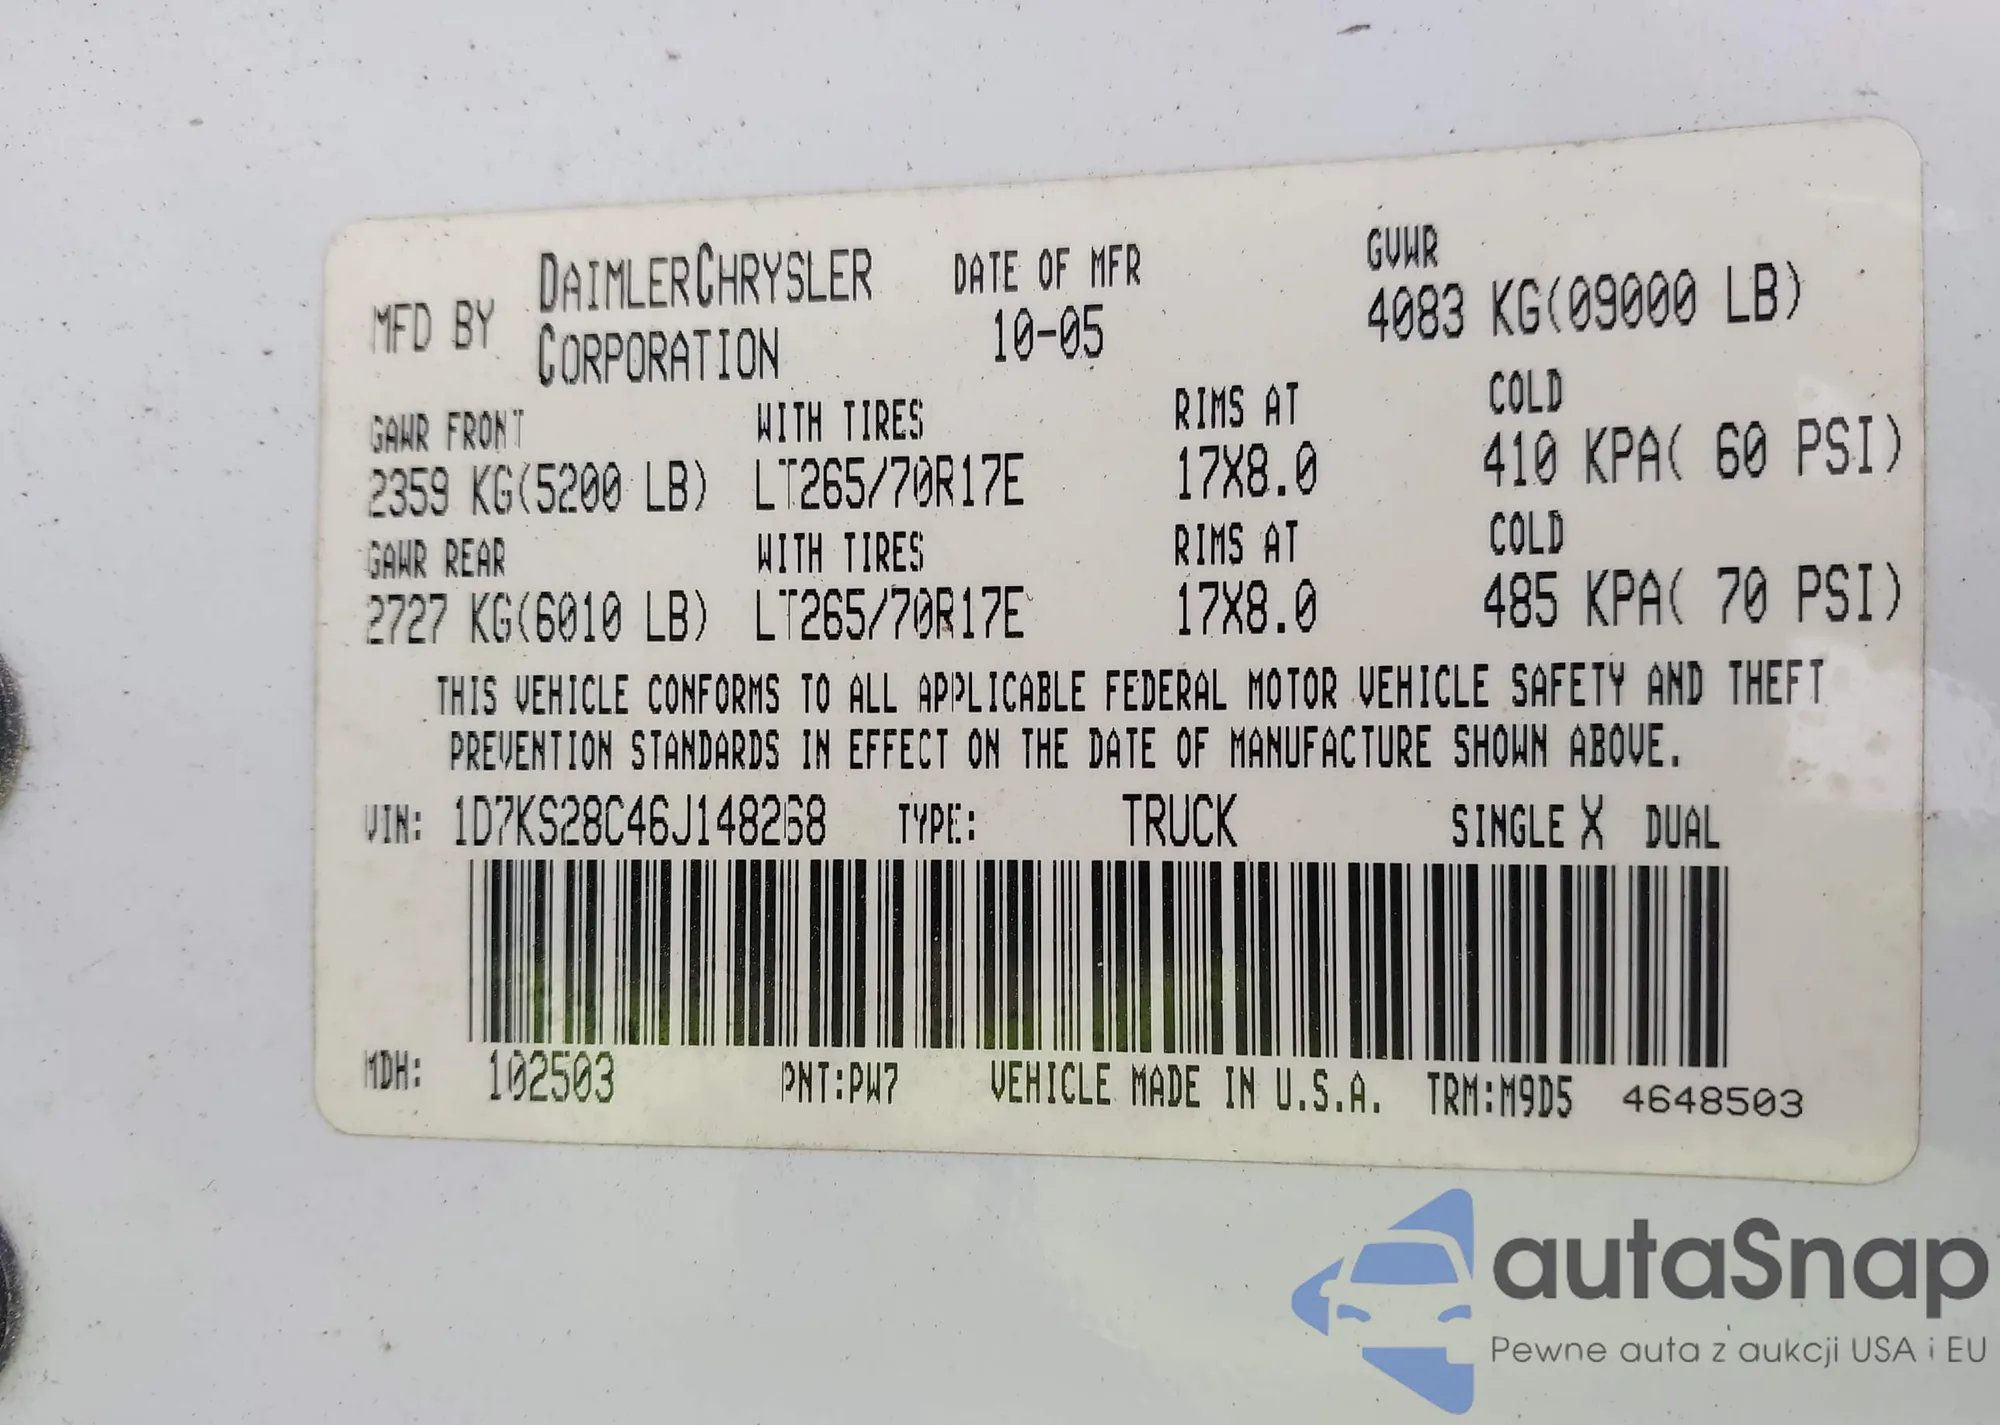 MFD BY DAIMLERCHRYSLER CORPORATION DATE OF MFR 10-05 GVWR 4083 KG(09000 LB)
GAWR FRONT WITH TIRES RIMS AT COLD
2359 KG(5200 LB) LT265/70R17E 17X8.0 410 KPA( 60 PSI)
GAWR REAR WITH TIRES RIMS AT COLD
2727 KG(6010 LB) LT265/70R17E 17X8.0 485 KPA( 70 PSI)
THIS VEHICLE CONFORMS TO ALL APPLICABLE FEDERAL MOTOR VEHICLE SAFETY AND THEFT
PREVENTION STANDARDS IN EFFECT ON THE DATE OF MANUFACTURE SHOWN ABOVE.
VIN: 1D7KS28C46J148268 TYPE: TRUCK SINGLE X DUAL
MDH: 102503 PNT:PW7 VEHICLE MADE IN U.S.A. TRM:M9D5 4648503
autaSnap
Pewne auta z aukcji USA i EU